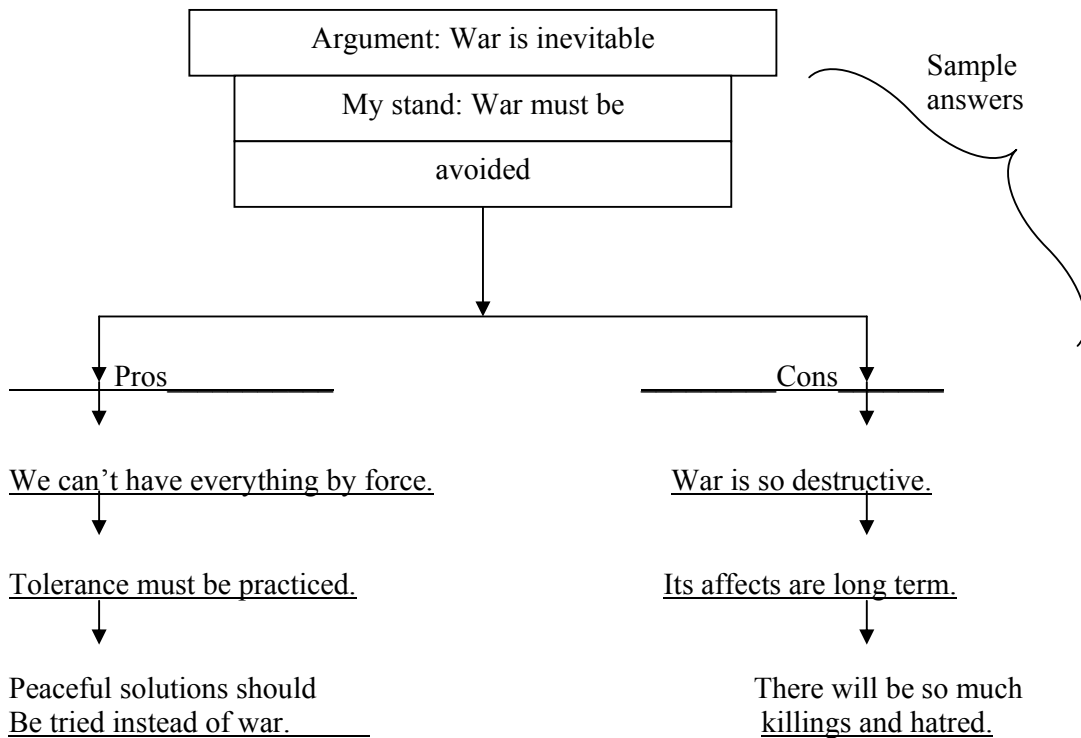 Argument: War is inevitable
Sample
answers
My stand: War must be
avoided
Pros
Cons
We can’t have everything by force.
War is so destructive.
Tolerance must be practiced.
Its affects are long term.
Peaceful solutions should
Be tried instead of war.
There will be so much
killings and hatred.